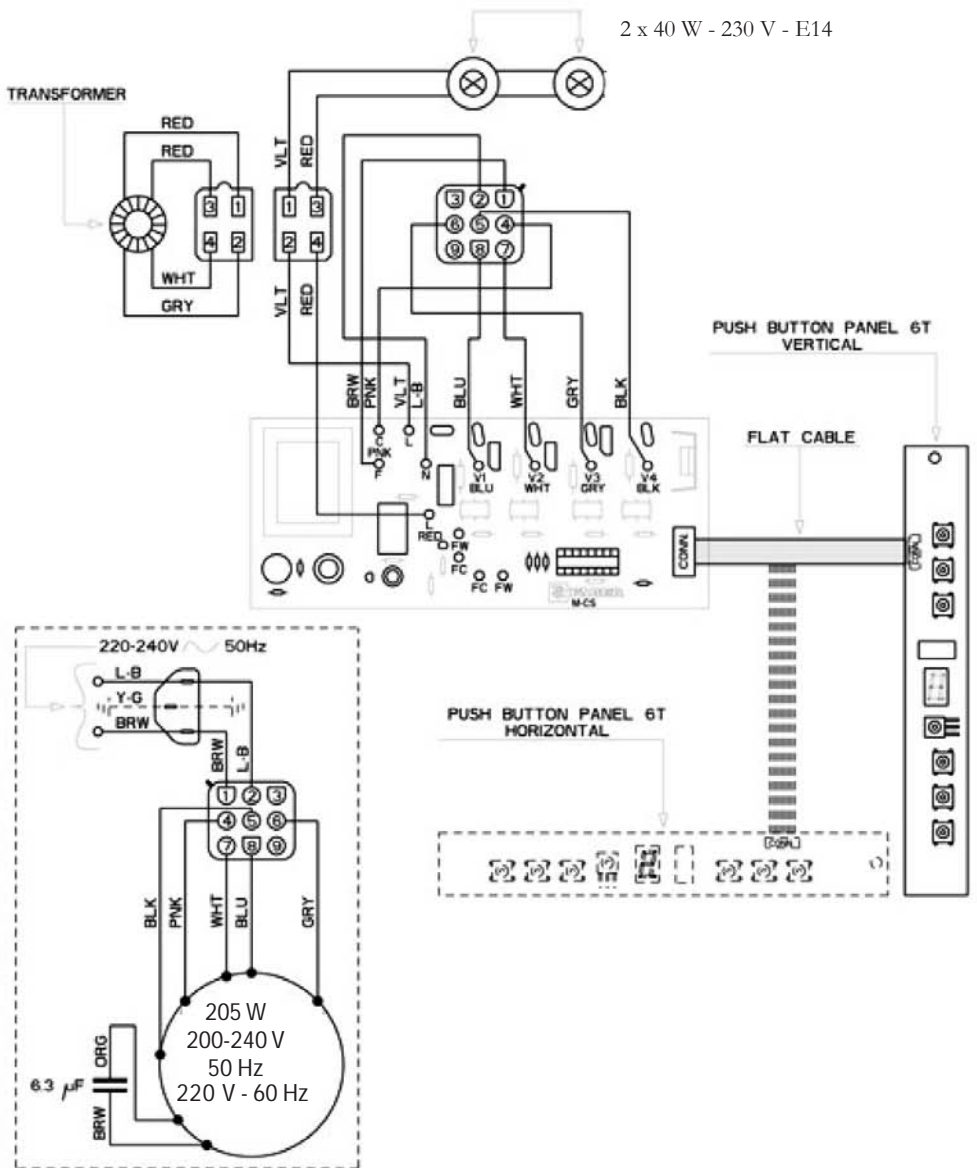 2 x 40 W - 230 V - E14
TRANSFORMER
RED
RED
VLT
RED
3 1
4 2
1 3
2 4
3 2 1
6 5 4
9 8 7
WHT
GRY
VLT
RED
PUSH BUTTON PANEL 6T
VERTICAL
BRW
PNK
VLT
L-B
BLU
WHT
GRY
BLK
FLAT CABLE
C
L
PNK
F
N
V1
BLU
V2
WHT
V3
GRY
V4
BLK
L
RED
FW
FC
FC FW
CONN.
FABER
M-CS
220-240V 50Hz
L-B
Y-G
BRW
BRW
L-B
PUSH BUTTON PANEL 6T
HORIZONTAL
1 2 3
4 5 6
7 8 9
BLK
PNK
WHT
BLU
GRY
205 W
200-240 V
50 Hz
220 V - 60 Hz
ORG
6.3 µF
BRW